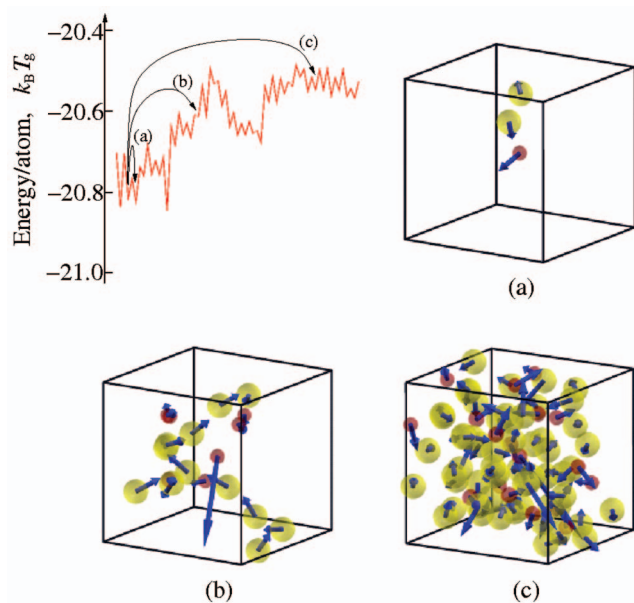 Energy/atom, k_B T_g
−20.4
−20.6
−20.8
−21.0
(a)
(b)
(c)
(a)
(b)
(c)